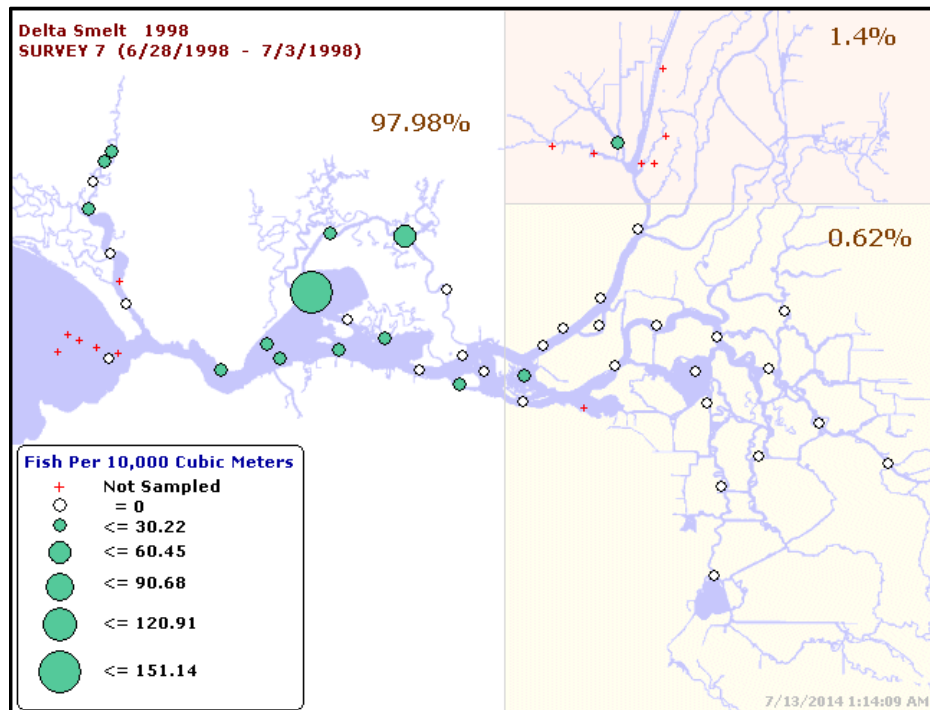 Delta Smelt 1998
SURVEY 7 (6/28/1998 - 7/3/1998)
1.4%
97.98%
0.62%
Fish Per 10,000 Cubic Meters
Not Sampled
= 0
<= 30.22
<= 60.45
<= 90.68
<= 120.91
<= 151.14
7/13/2014 1:14:09 AM